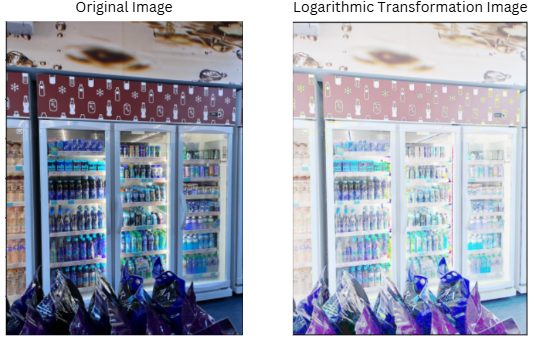 Original Image
Logarithmic Transformation Image